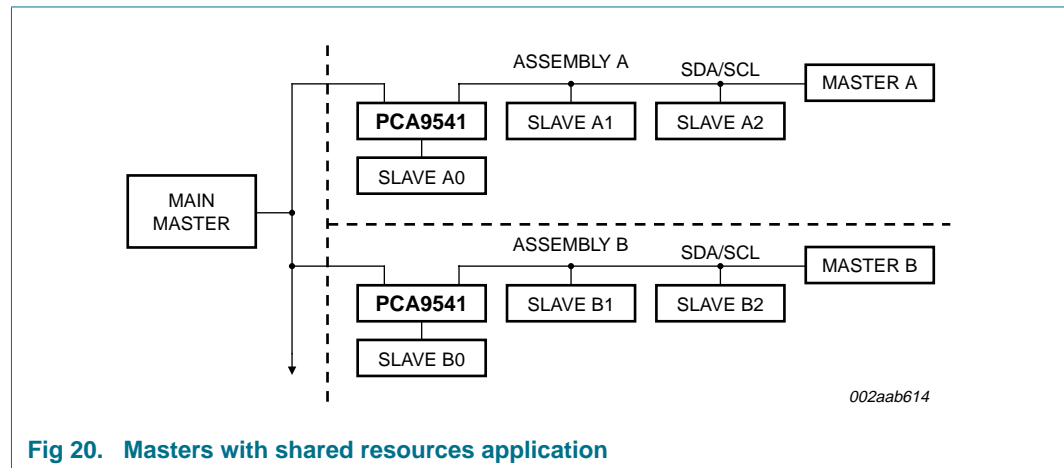 ASSEMBLY A
SDA/SCL
MASTER A
PCA9541
SLAVE A1
SLAVE A2
SLAVE A0
MAIN
MASTER
ASSEMBLY B
SDA/SCL
MASTER B
PCA9541
SLAVE B1
SLAVE B2
SLAVE B0
002aab614
Fig 20. Masters with shared resources application